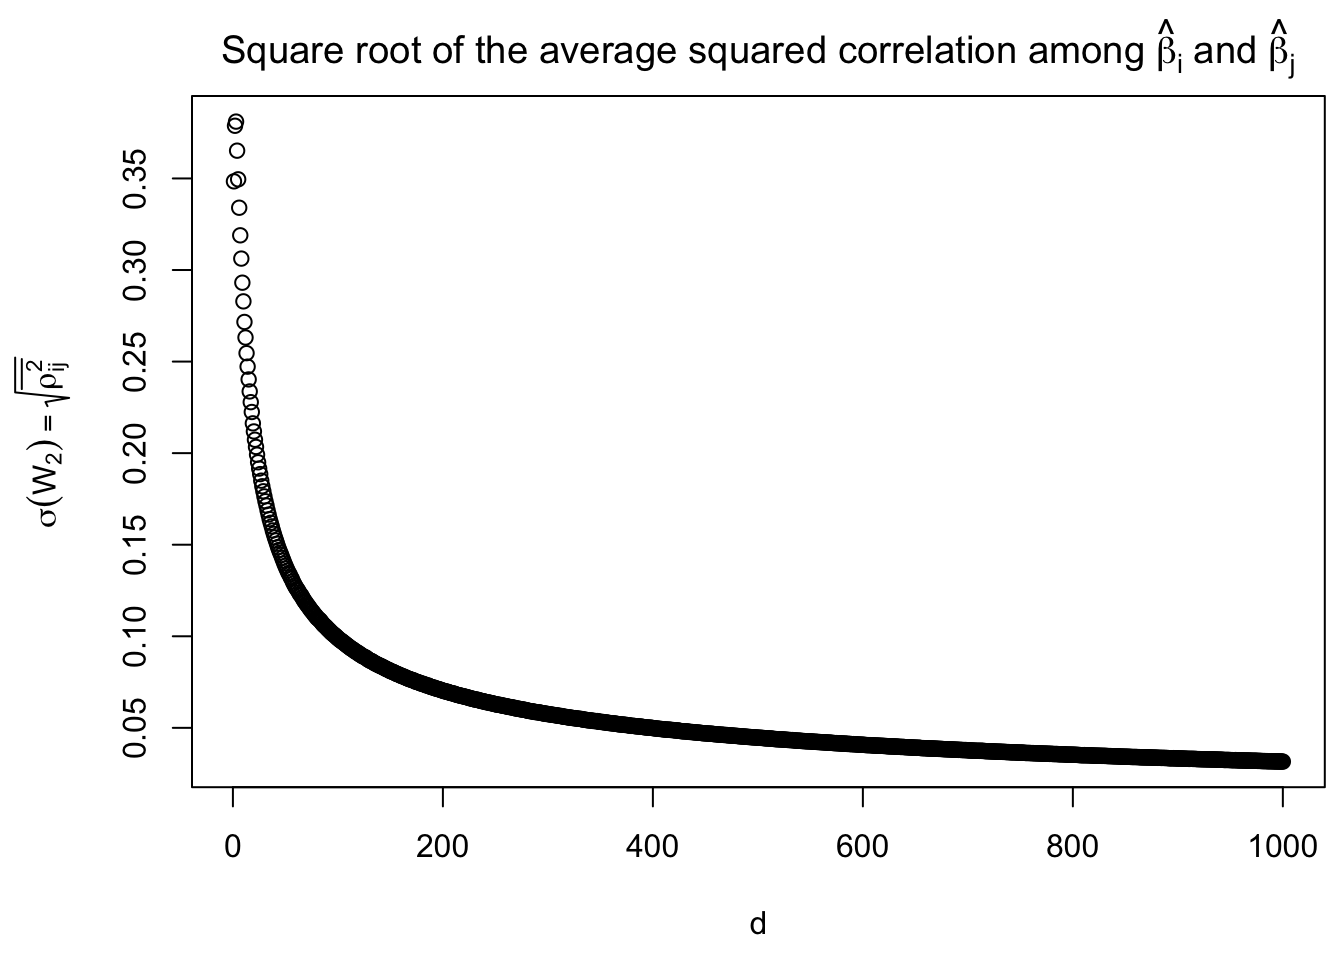 Square root of the average squared correlation among β̂ᵢ and β̂ⱼ
σ(W₂) = √ρ̅ᵢⱼ²
0.35
0.30
0.25
0.20
0.15
0.10
0.05
0 200 400 600 800 1000
d